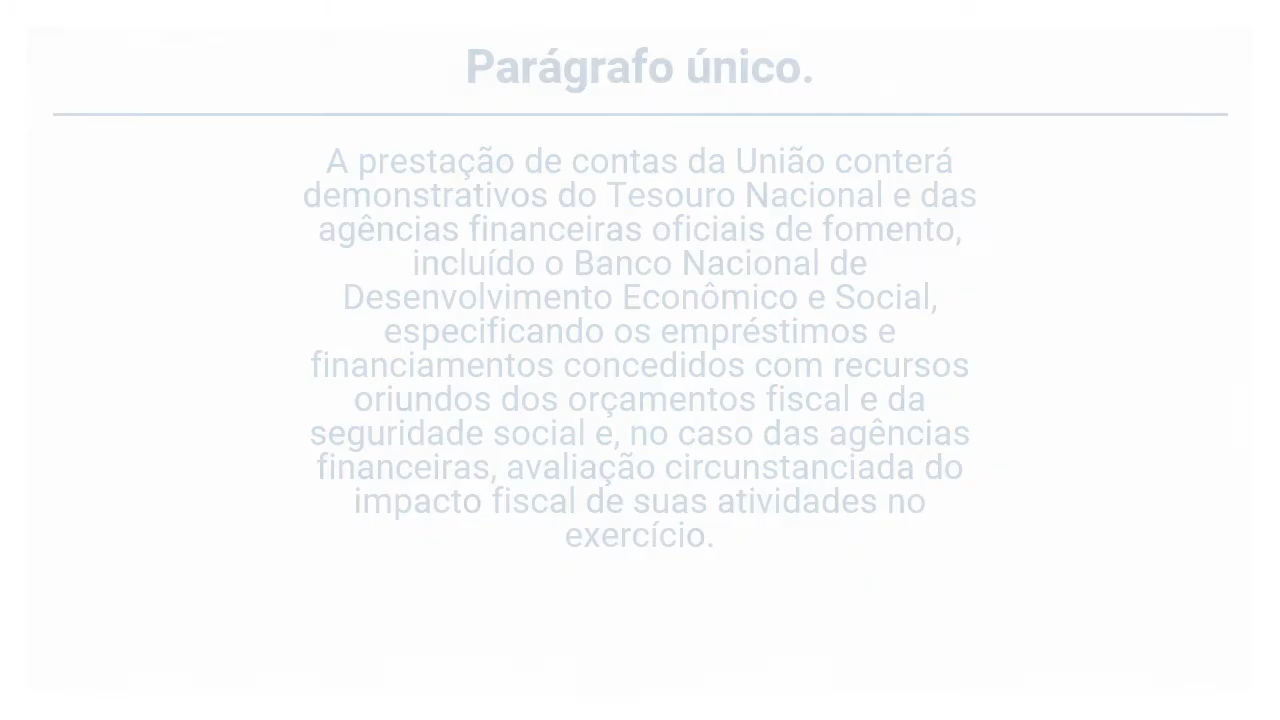 Parágrafo único.
A prestação de contas da União conterá
demonstrativos do Tesouro Nacional e das
agências financeiras oficiais de fomento,
incluído o Banco Nacional de
Desenvolvimento Econômico e Social,
especificando os empréstimos e
financiamentos concedidos com recursos
oriundos dos orçamentos fiscal e da
seguridade social e, no caso das agências
financeiras, avaliação circunstanciada do
impacto fiscal de suas atividades no
exercício.